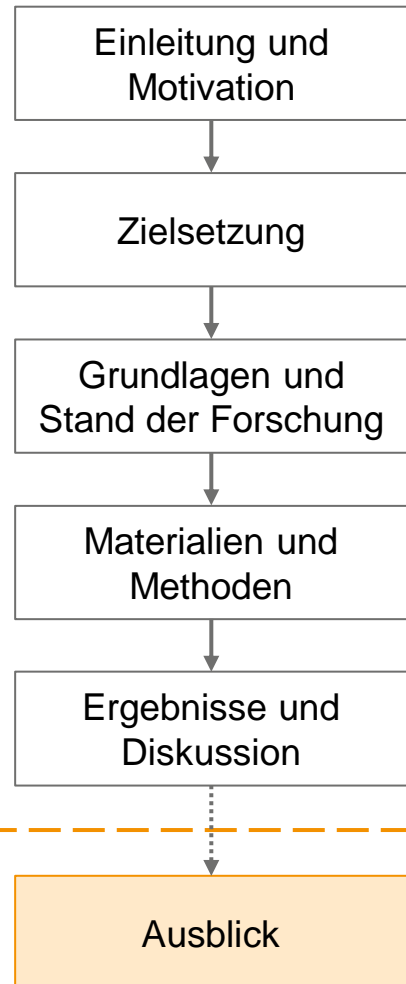 Einleitung und
Motivation
Zielsetzung
Grundlagen und
Stand der Forschung
Materialien und
Methoden
Ergebnisse und
Diskussion
Ausblick